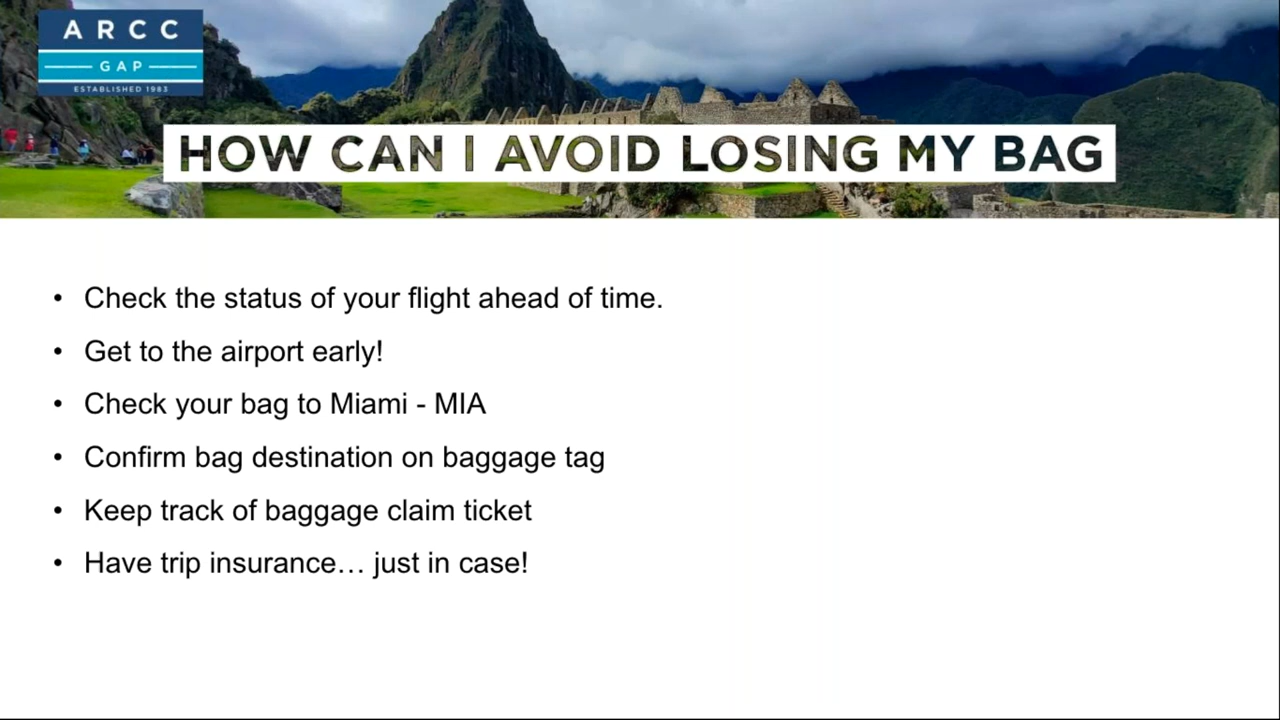 ARCC
GAP
ESTABLISHED 1983
HOW CAN I AVOID LOSING MY BAG
• Check the status of your flight ahead of time.
• Get to the airport early!
• Check your bag to Miami - MIA
• Confirm bag destination on baggage tag
• Keep track of baggage claim ticket
• Have trip insurance… just in case!